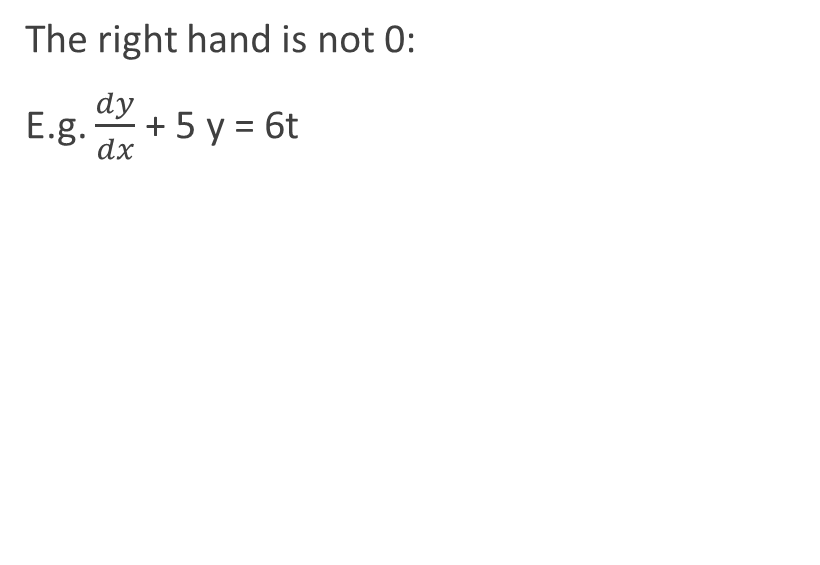 The right hand is not 0:
E.g. dy/dx + 5 y = 6t